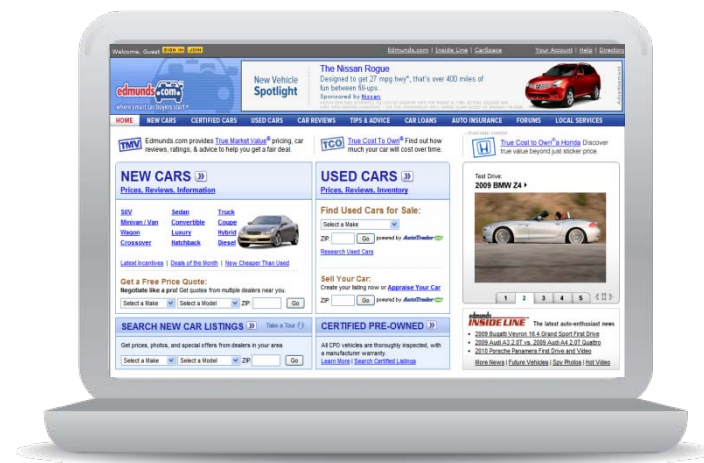 Welcome, Guest SIGN IN JOIN
Edmunds.com | Inside Line | CarSpace
Your Account | Help | Directory
edmunds.com
where smart car buyers start
New Vehicle
Spotlight
The Nissan Rogue
Designed to get 27 mpg hwy*, that's over 400 miles of
fun between fill-ups.
Sponsored by Nissan
Advertisement
HOME NEW CARS CERTIFIED CARS USED CARS CAR REVIEWS TIPS & ADVICE CAR LOANS AUTO INSURANCE FORUMS LOCAL SERVICES
TMV
Edmunds.com provides True Market Value® pricing, car
reviews, ratings, & advice to help you get a fair deal.
TCO
True Cost To Own® Find out how
much your car will cost over time.
True Cost to Own® a Honda Discover
true value beyond just sticker price.
NEW CARS
Prices, Reviews, Information
SUV Sedan Truck
Minivan / Van Convertible Coupe
Wagon Luxury Hybrid
Crossover Hatchback Diesel
Latest Incentives | Deals of the Month | New Cheaper Than Used
Get a Free Price Quote:
Negotiate like a pro! Get quotes from multiple dealers near you.
Select a Make Select a Model ZIP: Go
USED CARS
Prices, Reviews, Inventory
Find Used Cars for Sale:
Select a Make
ZIP: Go powered by AutoTrader
Research Used Cars
Sell Your Car:
Create your listing now or Appraise Your Car
ZIP: Go powered by AutoTrader
Test Drive:
2009 BMW Z4
1 2 3 4 5
SEARCH NEW CAR LISTINGS Take a Tour
Get prices, photos, and special offers from dealers in your area
Select a Make Select a Model ZIP: Go
CERTIFIED PRE-OWNED
All CPO vehicles are thoroughly inspected, with
a manufacturer warranty.
Learn More | Search Certified Listings
edmunds
INSIDE LINE The latest auto-enthusiast news
2009 Bugatti Veyron 16.4 Grand Sport First Drive
2009 Audi A3 2.0T vs. 2009 Audi A4 2.0T Quattro
2010 Porsche Panamera First Drive and Video
More News | Future Vehicles | Spy Photos | Hot Video